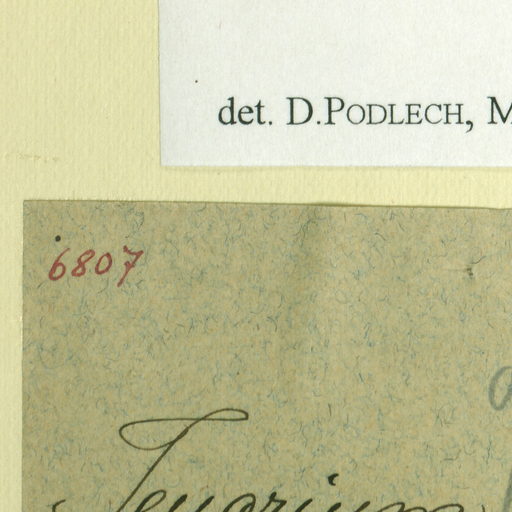 det. D.PODLECH, M
6807
Teucrium